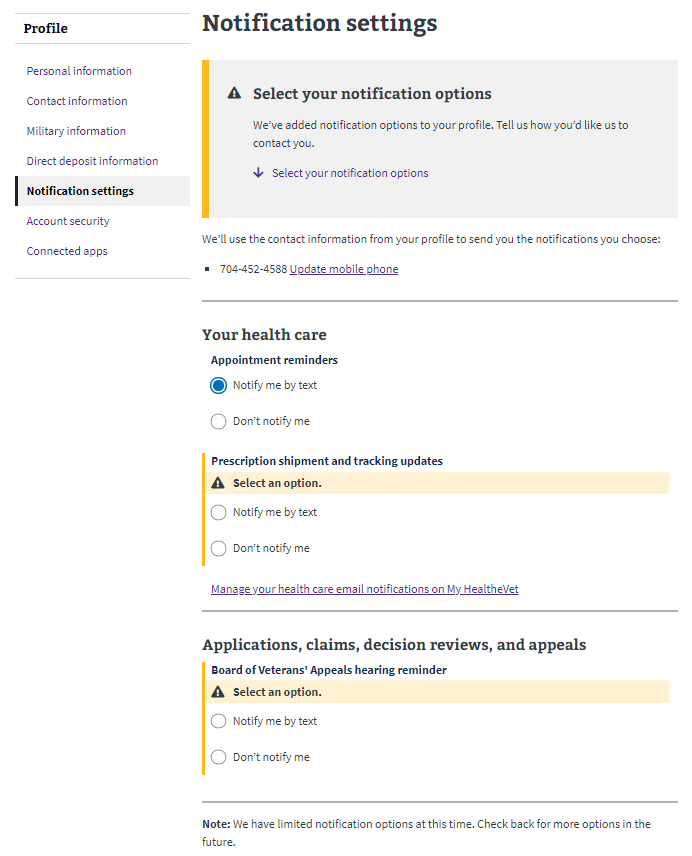 Profile
Personal information
Contact information
Military information
Direct deposit information
Notification settings
Account security
Connected apps
Notification settings
Select your notification options
We’ve added notification options to your profile. Tell us how you’d like us to
contact you.
Select your notification options
We’ll use the contact information from your profile to send you the notifications you choose:
704-452-4588 Update mobile phone
Your health care
Appointment reminders
Notify me by text
Don’t notify me
Prescription shipment and tracking updates
Select an option.
Notify me by text
Don’t notify me
Manage your health care email notifications on My HealtheVet
Applications, claims, decision reviews, and appeals
Board of Veterans’ Appeals hearing reminder
Select an option.
Notify me by text
Don’t notify me
Note: We have limited notification options at this time. Check back for more options in the
future.